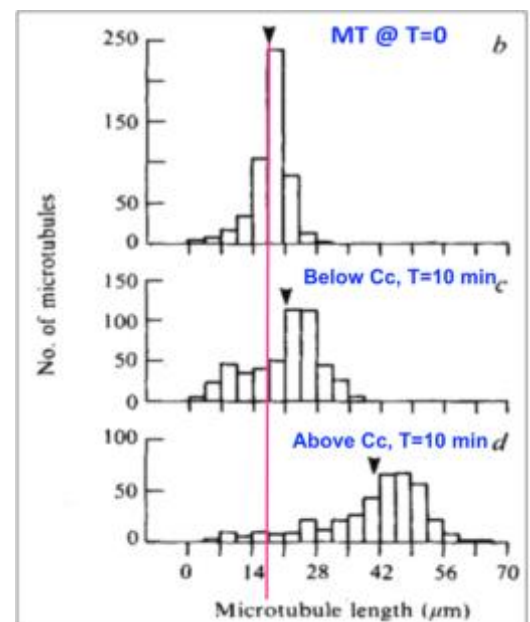 MT @ T=0
b
250
150
50
0
No. of microtubules
Below Cc, T=10 min
c
150
100
50
0
Above Cc, T=10 min
d
100
50
0
0 14 28 42 56 70
Microtubule length (μm)